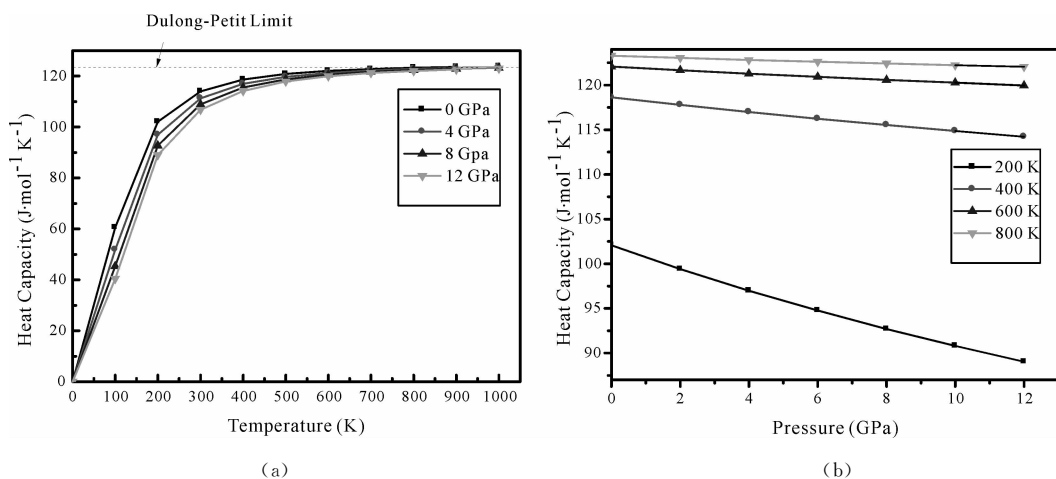 Dulong-Petit Limit
120
100
80
60
40
20
0
Heat Capacity (J·mol⁻¹ K⁻¹)
0 GPa
4 GPa
8 Gpa
12 GPa
0 100 200 300 400 500 600 700 800 900 1000
Temperature (K)
(a)
120
115
110
105
100
95
90
Heat Capacity (J·mol⁻¹ K⁻¹)
200 K
400 K
600 K
800 K
0 2 4 6 8 10 12
Pressure (GPa)
(b)